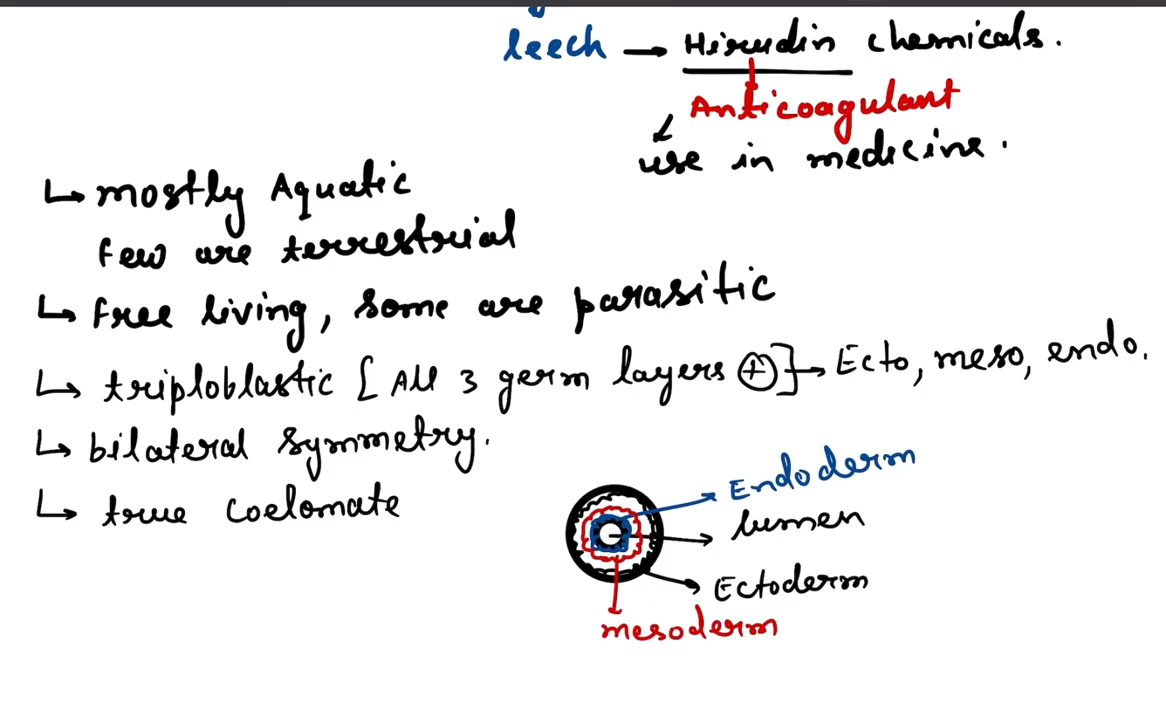 leech → Hirudin chemicals.
Anticoagulant
use in medicine.
↳ mostly Aquatic
few are terrestrial
↳ free living, some are parasitic
↳ triploblastic [All 3 germ layers ⊕] → Ecto, meso, endo.
↳ bilateral symmetry.
↳ true coelomate
Endoderm
lumen
Ectoderm
mesoderm